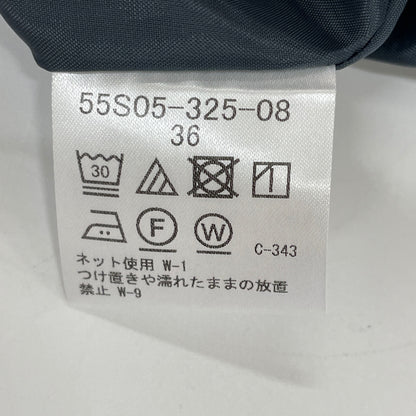 55S05-325-08
36
30
F W C-343
ネット使用 W-1
つけ置きや濡れたままの放置
禁止 W-9